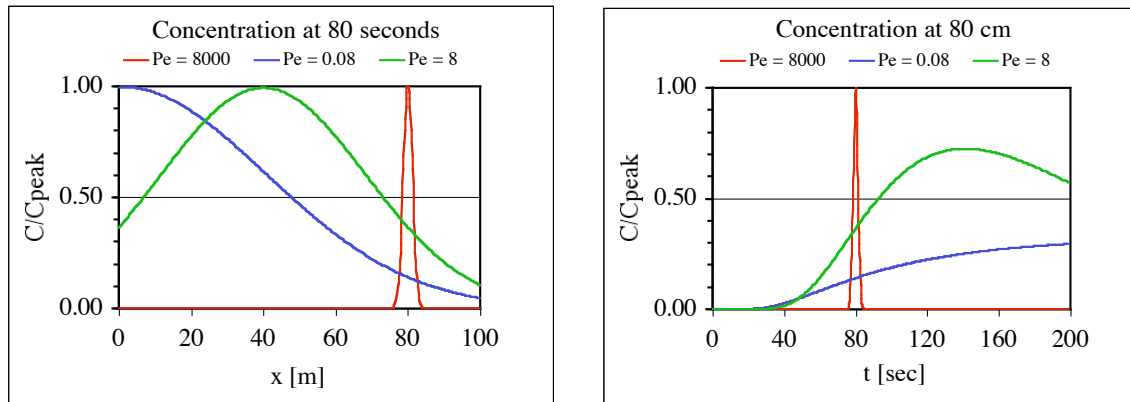 Concentration at 80 seconds
Pe = 8000 Pe = 0.08 Pe = 8
1.00
0.50
0.00
C/Cpeak
0 20 40 60 80 100
x [m]
Concentration at 80 cm
Pe = 8000 Pe = 0.08 Pe = 8
1.00
0.50
0.00
C/Cpeak
0 40 80 120 160 200
t [sec]